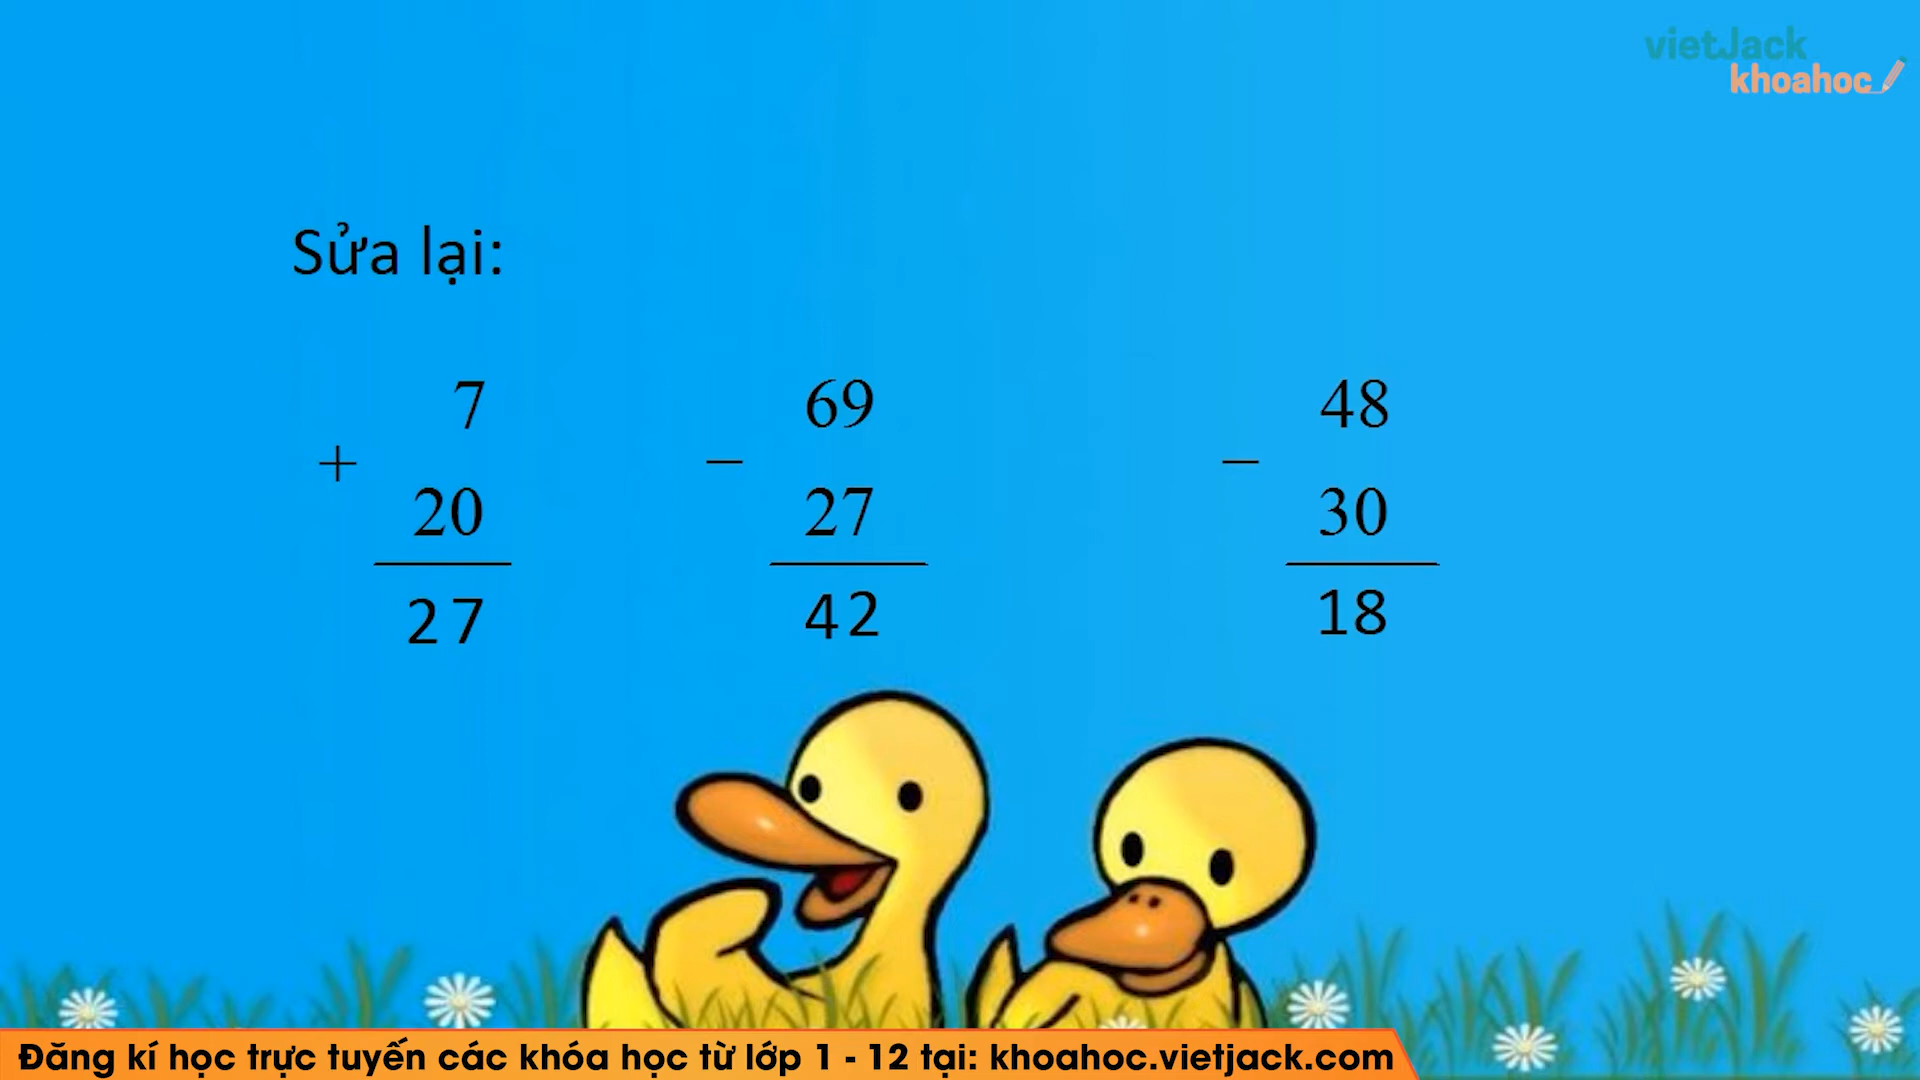 vietJack
khoahoc
Sửa lại:
7 69 48
+ - -
20 27 30
27 42 18
Đăng kí học trực tuyến các khóa học từ lớp 1 - 12 tại: khoahoc.vietjack.com